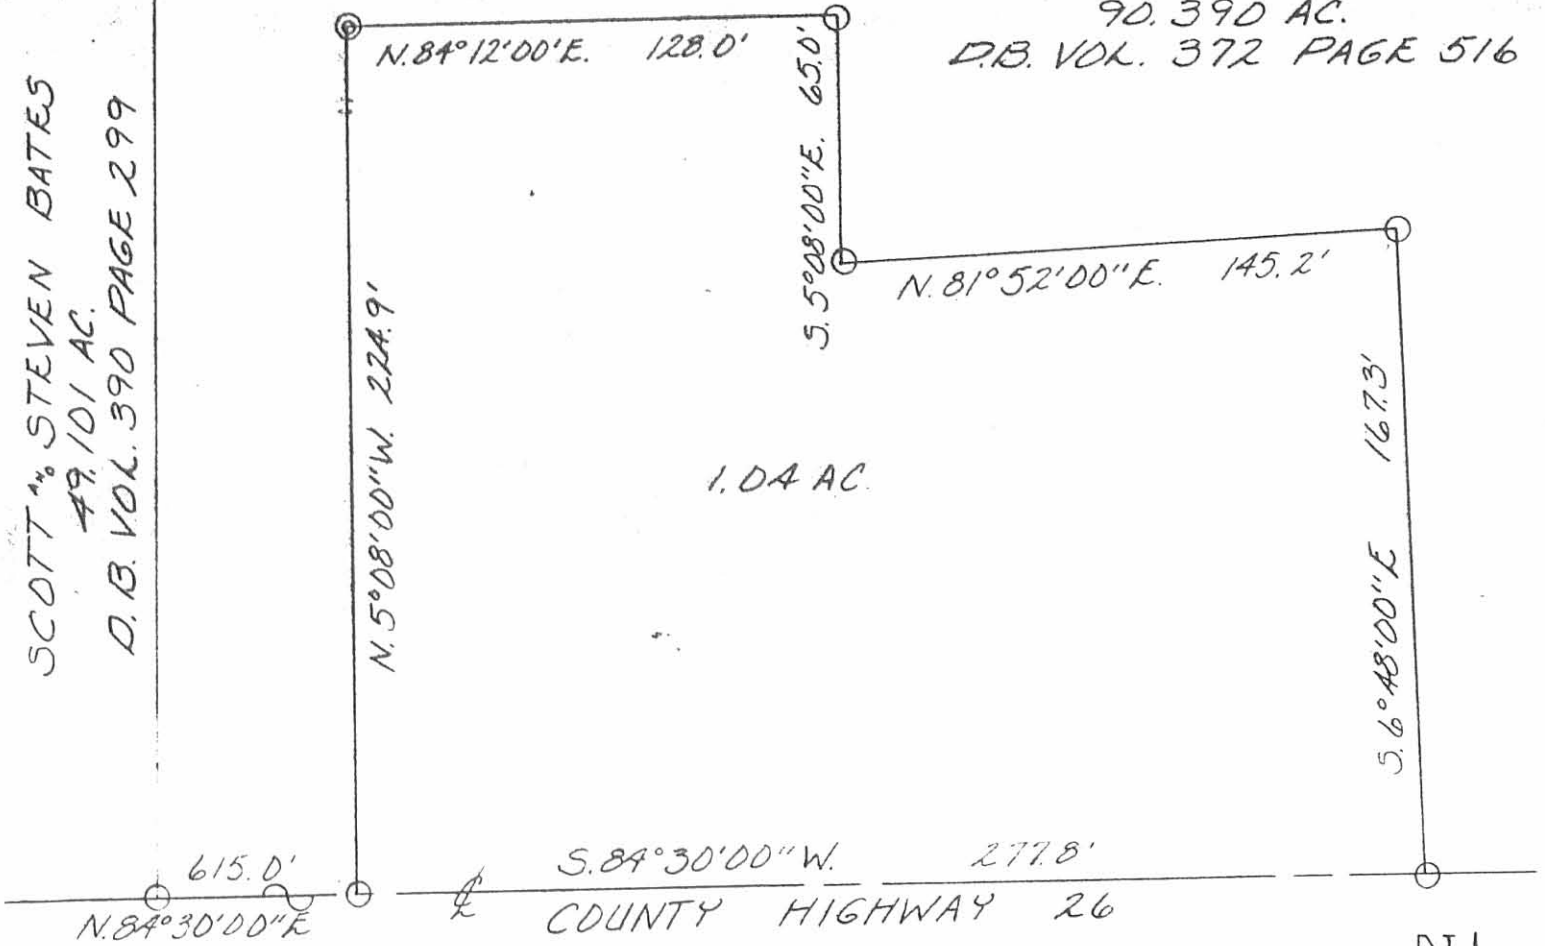 90.390 AC.
D.B. VOL. 372 PAGE 516
N.84°12'00'E. 128.0'
S.5°08'00"E. 65.0'
N.81°52'00"E. 145.2'
SCOTT AND STEVEN BATES
49.101 AC.
D.B. VOL. 390 PAGE 299
N.5°08'00"W. 224.9'
1.04 AC.
S.6°48'00"E 167.3'
615.0'
N.84°30'00"E
S.84°30'00"W. 277.8'
COUNTY HIGHWAY 26